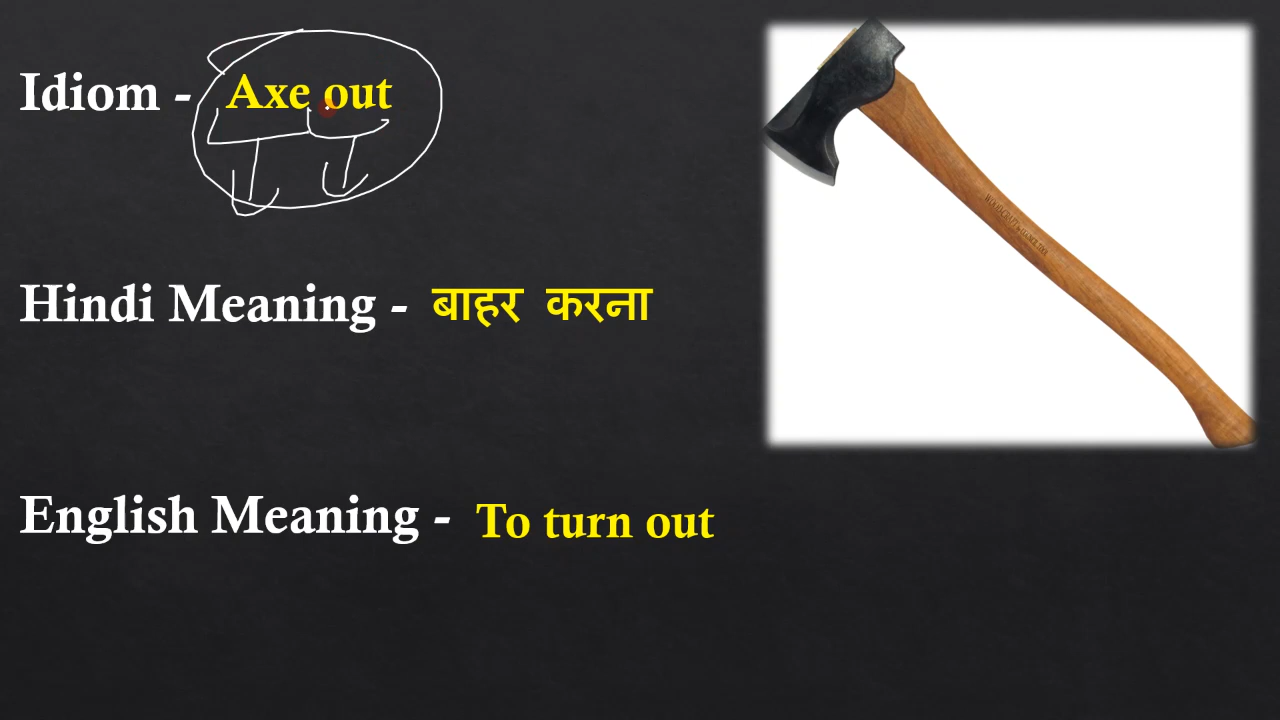 Idiom - Axe out
Hindi Meaning - बाहर करना
English Meaning - To turn out